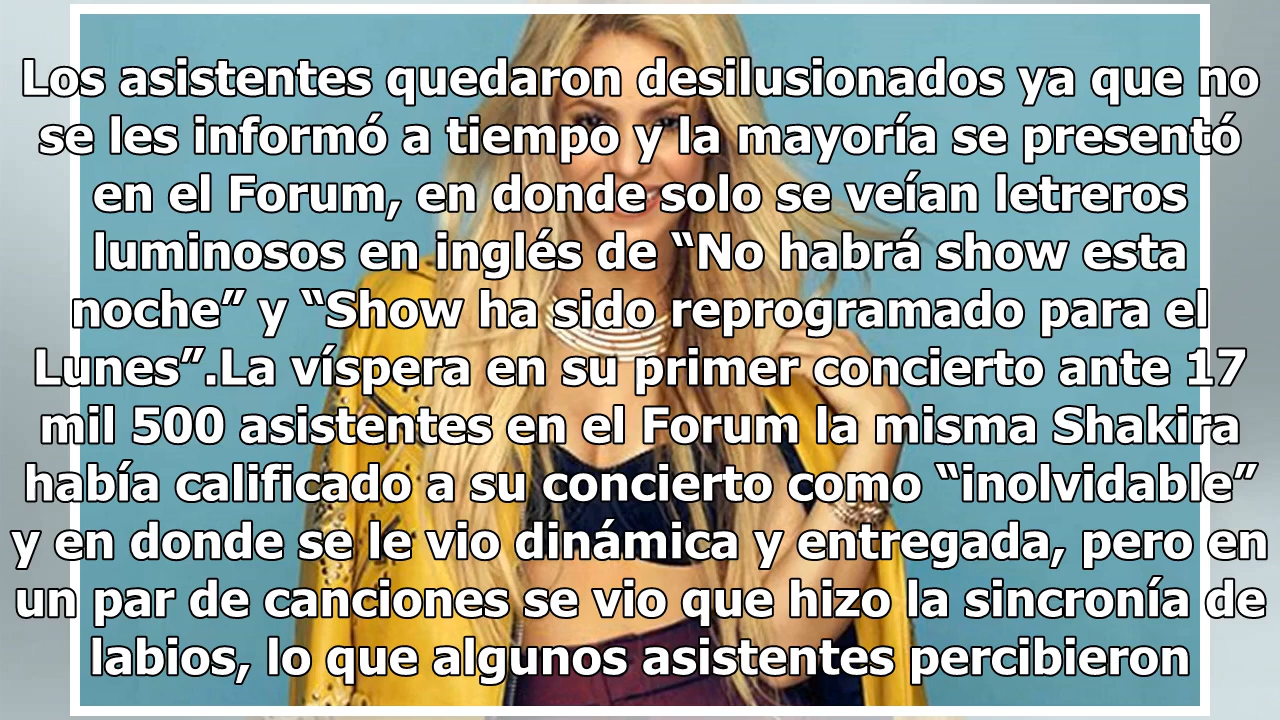 Los asistentes quedaron desilusionados ya que no
se les informó a tiempo y la mayoría se presentó
en el Forum, en donde solo se veían letreros
luminosos en inglés de “No habrá show esta
noche” y “Show ha sido reprogramado para el
Lunes”.La víspera en su primer concierto ante 17
mil 500 asistentes en el Forum la misma Shakira
había calificado a su concierto como “inolvidable”
y en donde se le vio dinámica y entregada, pero en
un par de canciones se vio que hizo la sincronía de
labios, lo que algunos asistentes percibieron